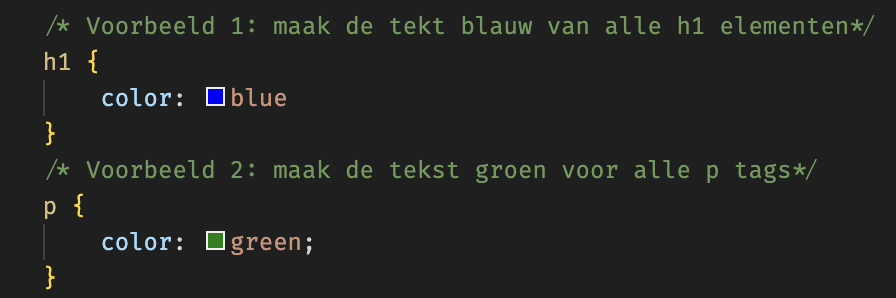 /* Voorbeeld 1: maak de tekt blauw van alle h1 elementen*/
h1 {
    color: blue
}
/* Voorbeeld 2: maak de tekst groen voor alle p tags*/
p {
    color: green;
}